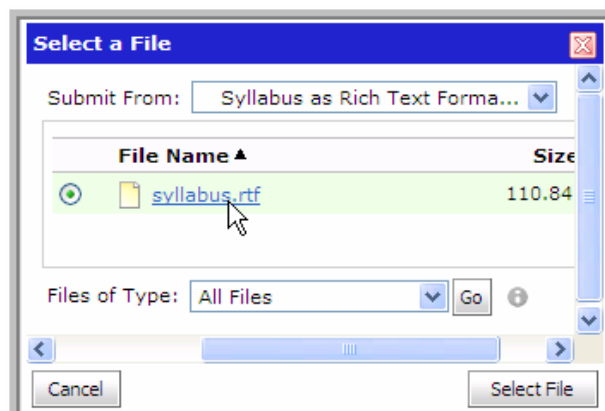 Select a File
Submit From: Syllabus as Rich Text Forma...
File Name Size
syllabus.rtf 110.84
Files of Type: All Files Go
Cancel Select File